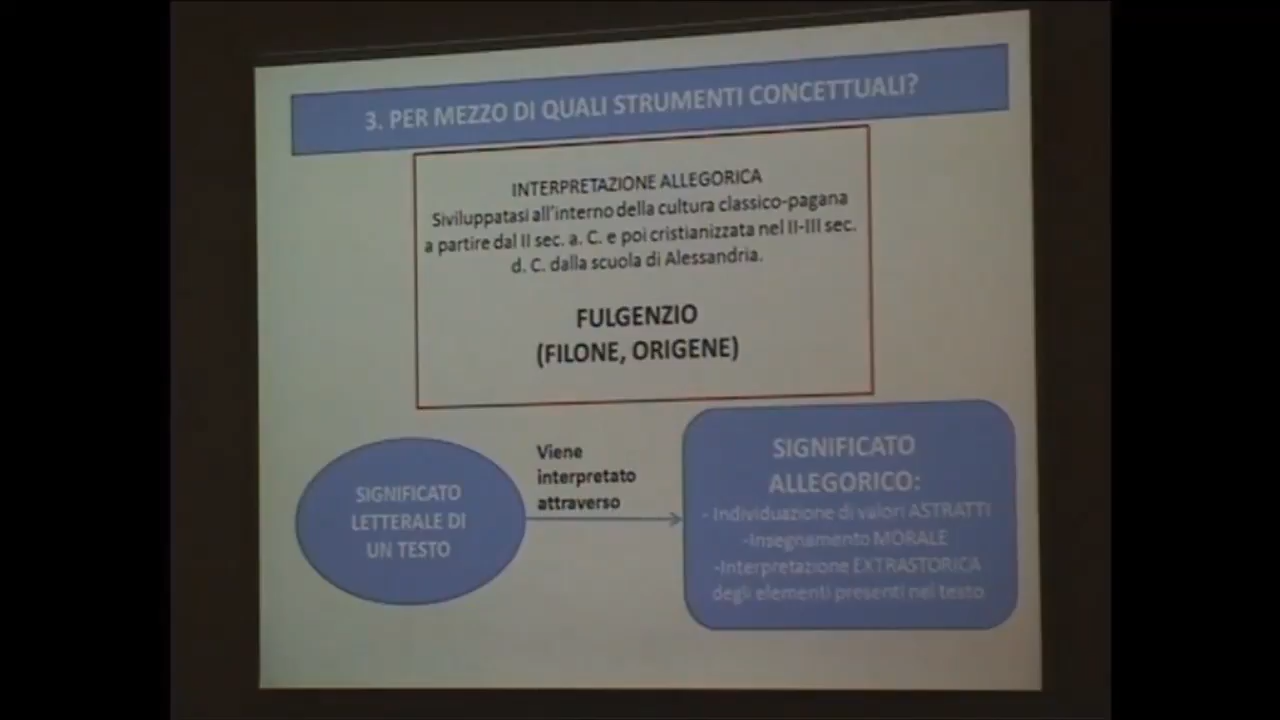 3. PER MEZZO DI QUALI STRUMENTI CONCETTUALI?
INTERPRETAZIONE ALLEGORICA
Siviluppatasi all'interno della cultura classico-pagana
a partire dal II sec. a. C. e poi cristianizzata nel II-III sec.
d. C. dalla scuola di Alessandria.
FULGENZIO
(FILONE, ORIGENE)
SIGNIFICATO
LETTERALE DI
UN TESTO
Viene
interpretato
attraverso
SIGNIFICATO
ALLEGORICO:
- Individuazione di valori ASTRATTI
-Insegnamento MORALE
-Interpretazione EXTRASTORICA
degli elementi presenti nel testo